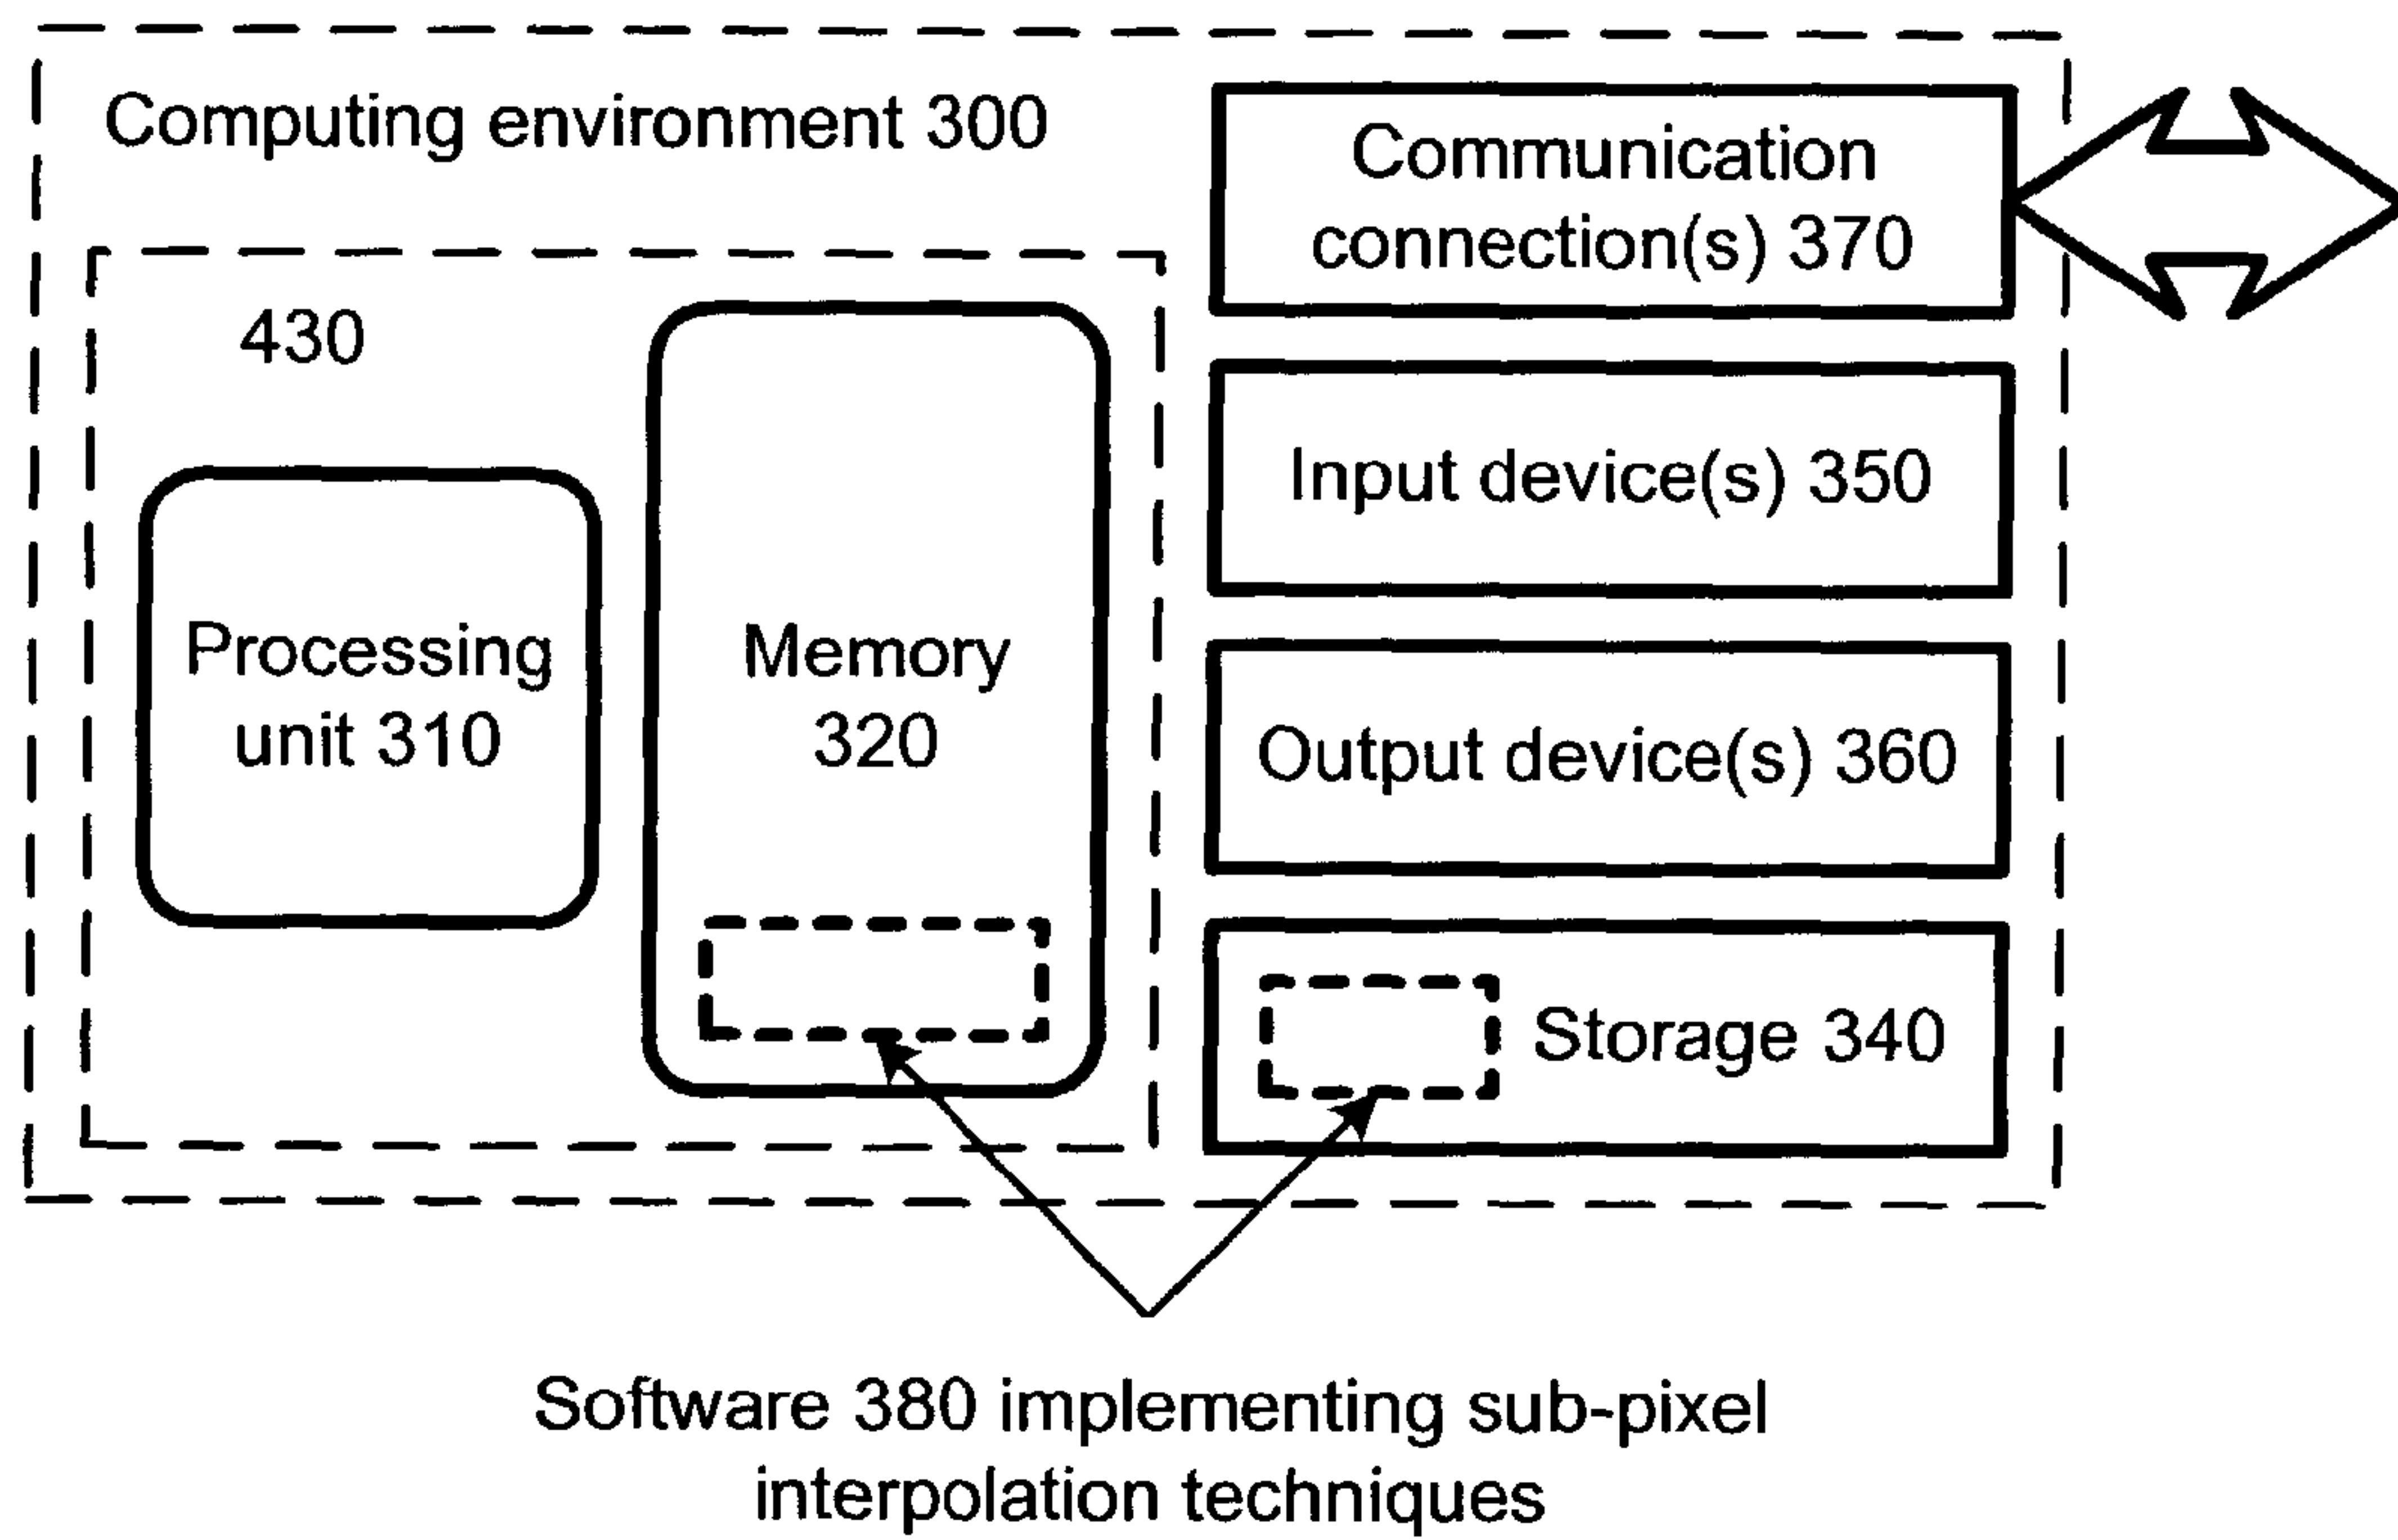 Computing environment 300
430
Processing
unit 310
Memory
320
Communication
connection(s) 370
Input device(s) 350
Output device(s) 360
Storage 340
Software 380 implementing sub-pixel
interpolation techniques